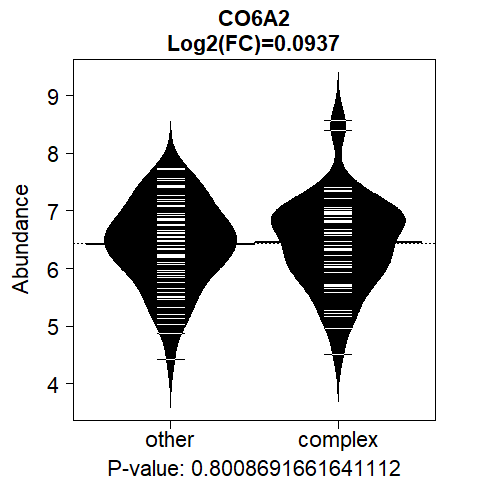 CO6A2
Log2(FC)=0.0937
Abundance
9
8
7
6
5
4
other complex
P-value: 0.8008691661641112